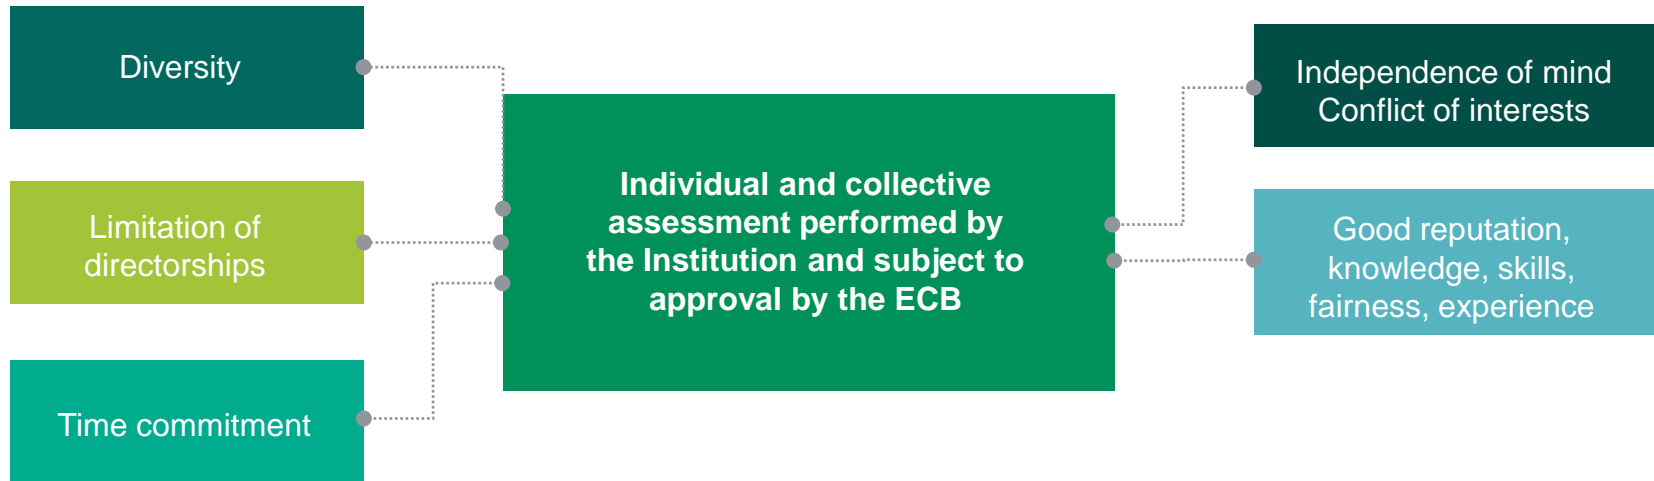 Diversity
Limitation of
directorships
Time commitment
Individual and collective
assessment performed by
the Institution and subject to
approval by the ECB
Independence of mind
Conflict of interests
Good reputation,
knowledge, skills,
fairness, experience